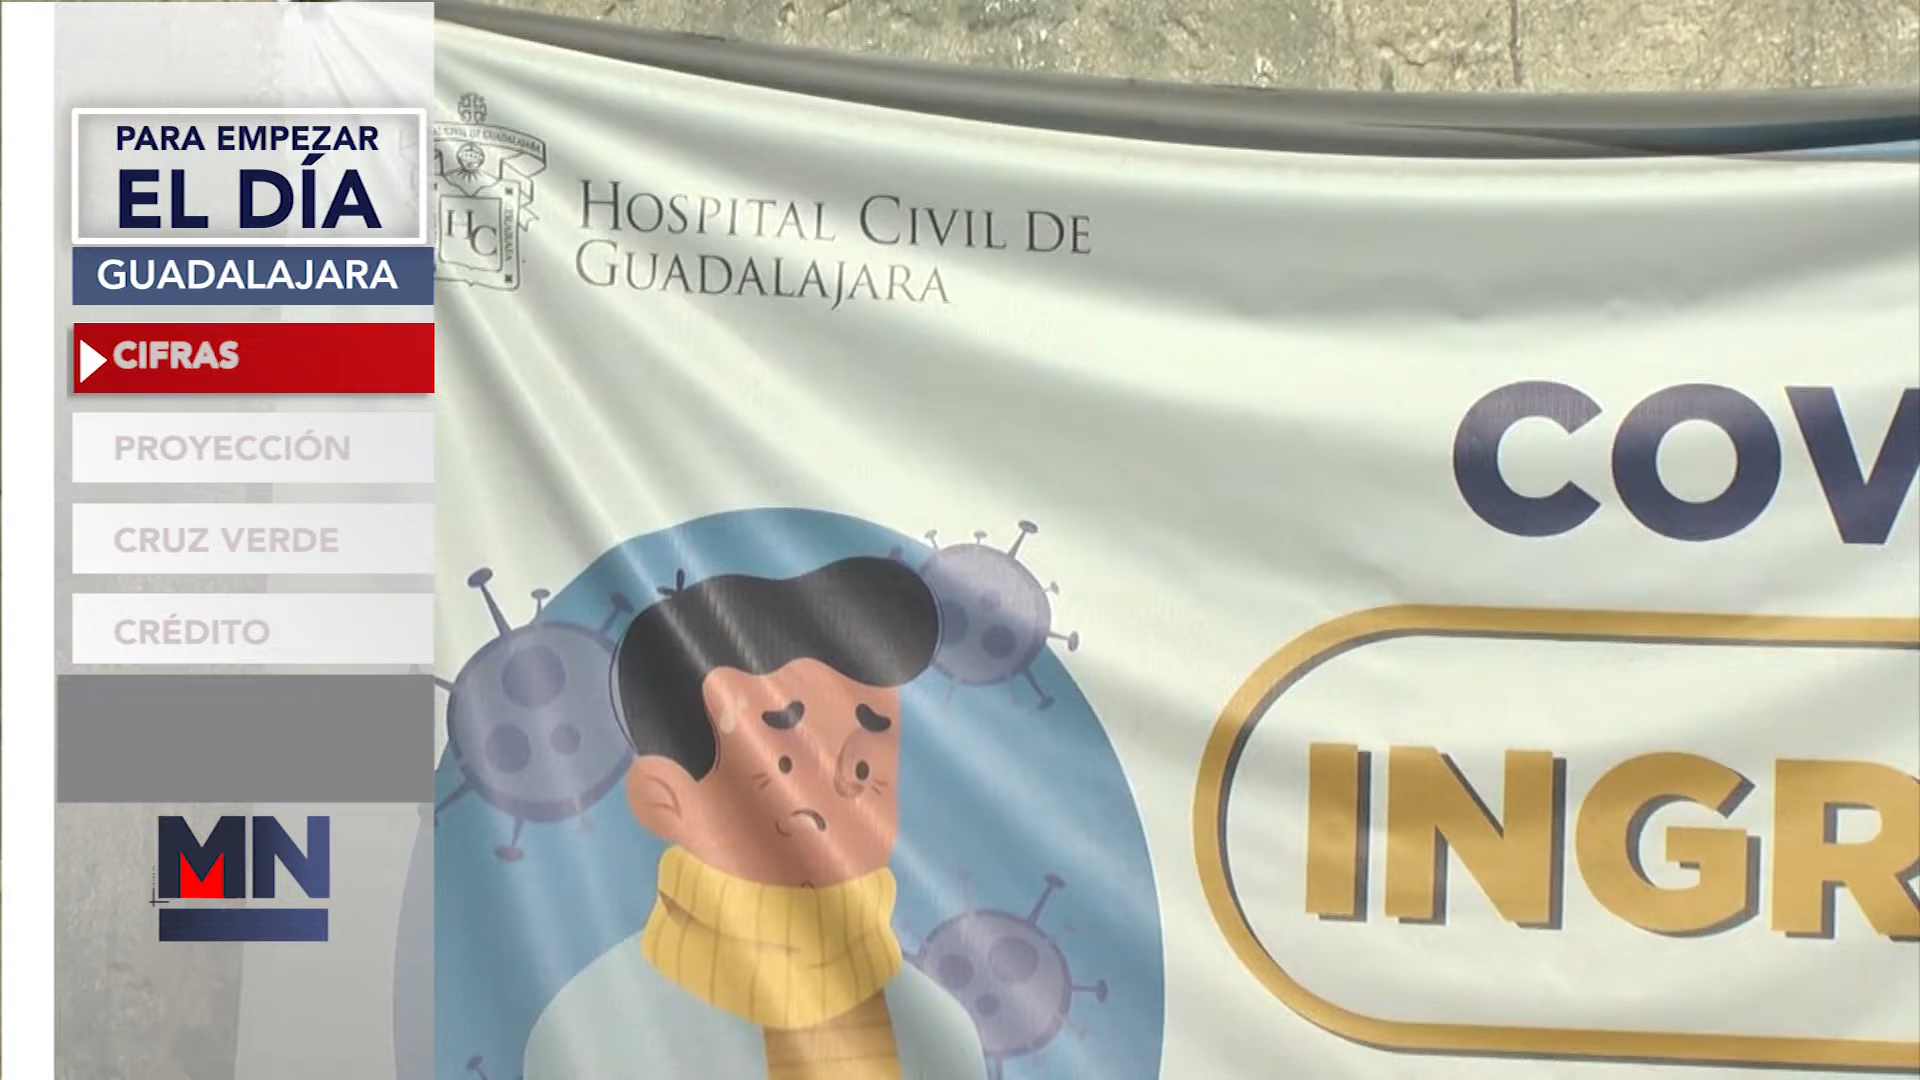 PARA EMPEZAR
EL DÍA
GUADALAJARA
CIFRAS
PROYECCIÓN
CRUZ VERDE
CRÉDITO
MN
HC
HOSPITAL CIVIL DE
GUADALAJARA
COV
INGR